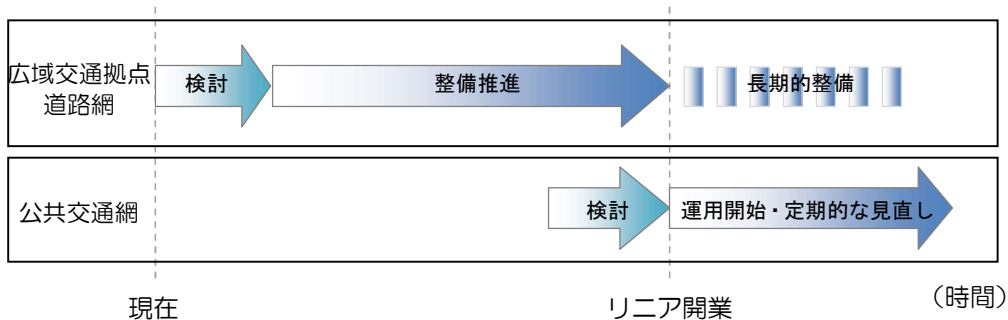 広域交通拠点
道路網
検討
整備推進
長期的整備
公共交通網
検討
運用開始・定期的な見直し
現在
リニア開業
（時間）